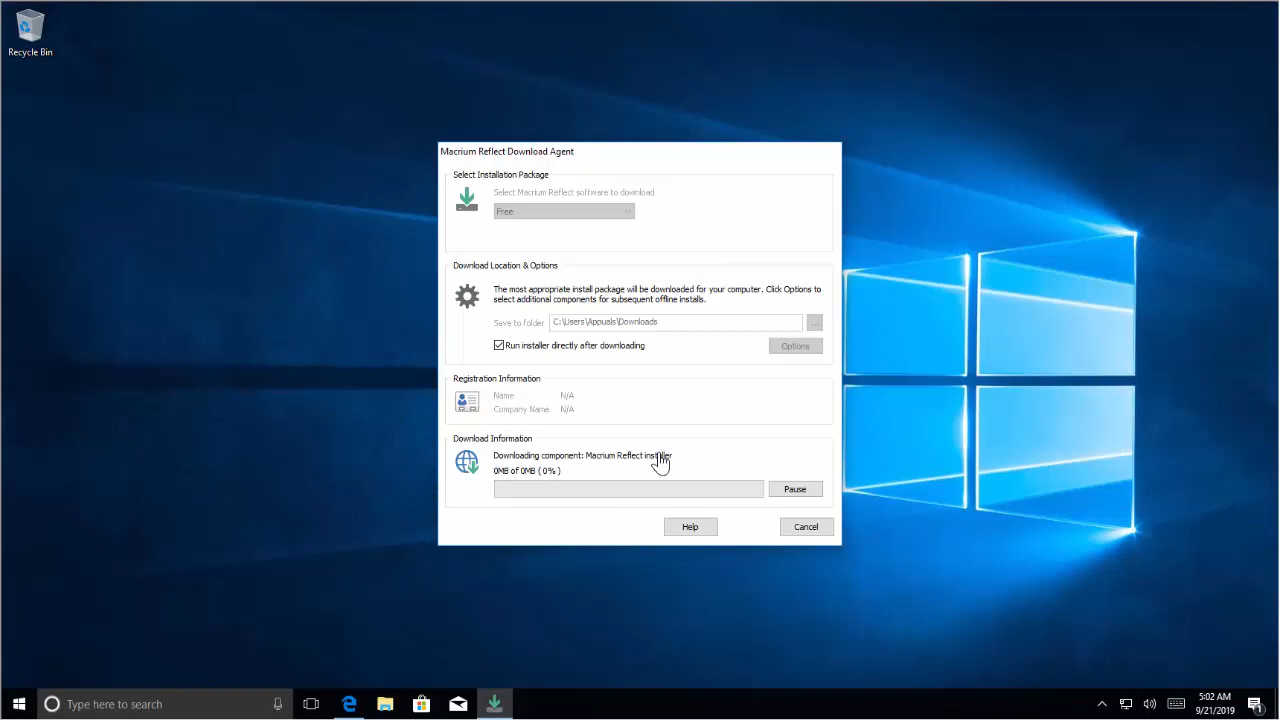 Recycle Bin
Macrium Reflect Download Agent
Select Installation Package
Select Macrium Reflect software to download
Free
Download Location & Options
The most appropriate install package will be downloaded for your computer. Click Options to
select additional components for subsequent offline installs.
Save to folder C:\Users\Appuals\Downloads ...
Run installer directly after downloading Options
Registration Information
Name N/A
Company Name N/A
Download Information
Downloading component: Macrium Reflect installer
0MB of 0MB ( 0% )
Pause
Help Cancel
Type here to search
5:02 AM
9/21/2019
1